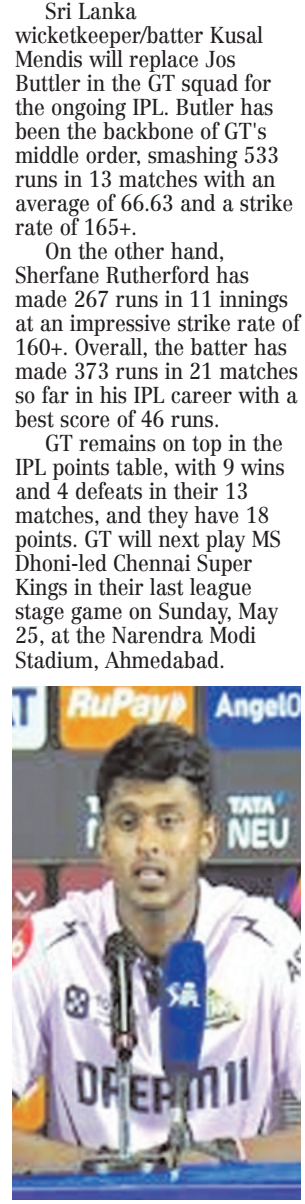 Sri Lanka
wicketkeeper/batter Kusal
Mendis will replace Jos
Buttler in the GT squad for
the ongoing IPL. Butler has
been the backbone of GT's
middle order, smashing 533
runs in 13 matches with an
average of 66.63 and a strike
rate of 165+.
On the other hand,
Sherfane Rutherford has
made 267 runs in 11 innings
at an impressive strike rate of
160+. Overall, the batter has
made 373 runs in 21 matches
so far in his IPL career with a
best score of 46 runs.
GT remains on top in the
IPL points table, with 9 wins
and 4 defeats in their 13
matches, and they have 18
points. GT will next play MS
Dhoni-led Chennai Super
Kings in their last league
stage game on Sunday, May
25, at the Narendra Modi
Stadium, Ahmedabad.
RuPay
AngelO
TATA
NEU
DREAM11